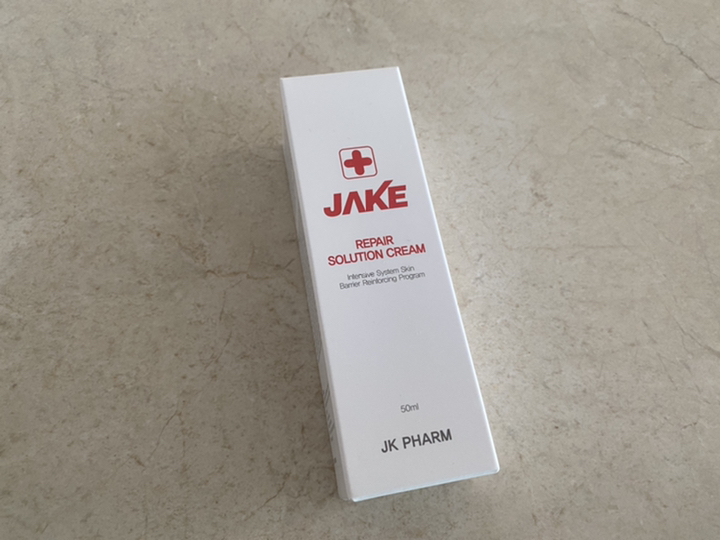 JAKE
REPAIR
SOLUTION CREAM
Intensive System Skin
Barrier Reinforcing Program
50ml
JK PHARM